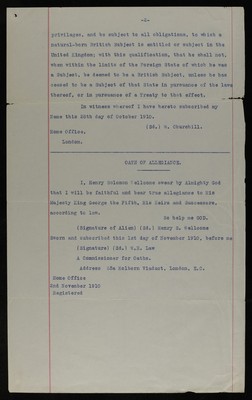 -2-
privileges, and be subject to all obligations, to which a
natural-born British Subject is entitled or subject in the
United Kingdom; with this qualification, that he shall not,
when within the limits of the Foreign State of which he was
a Subject, be deemed to be a British Subject, unless he has
ceased to be a Subject of that State in pursuance of the laws
thereof, or in pursuance of a Treaty to that effect.
In witness whereof I have hereto subscribed my
Name this 28th day of October 1910.
(Sd.) W. Churchill.
Home Office,
London.
OATH OF ALLEGIANCE.
I, Henry Solomon Wellcome swear by Almighty God
that I will be faithful and bear true allegiance to His
Majesty King George the Fifth, His Heirs and Successors,
according to Law.
So help me GOD.
(Signature of Alien) (Sd.) Henry S. Wellcome
Sworn and subscribed this 1st day of November 1910, before me
(Signature) (Sd.) Law
A Commissioner for Oaths.
Address Holborn Viaduct, London, E.C.
Home Office
2nd November 1910
Registered